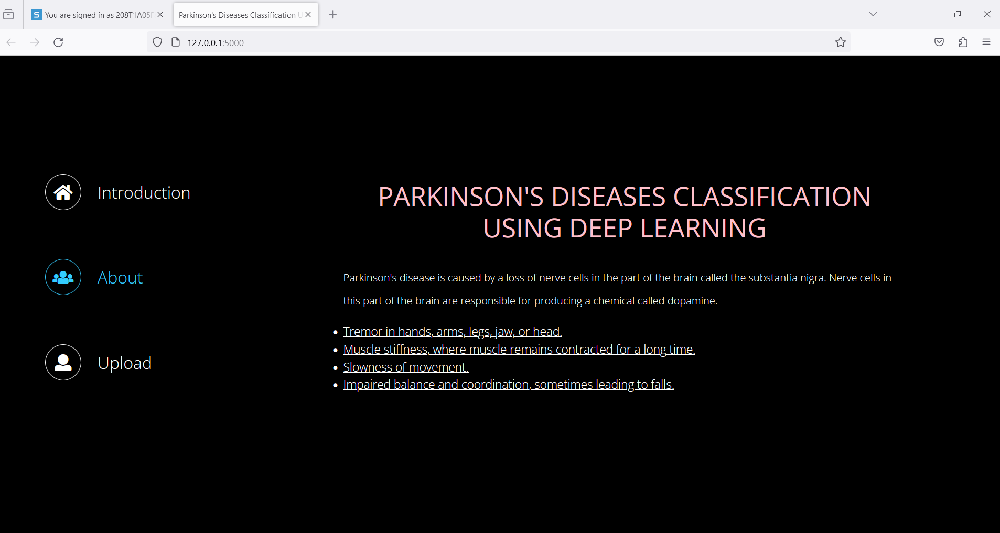 You are signed in as 208T1A05
Parkinson's Diseases Classification U
127.0.0.1:5000
Introduction
About
Upload
PARKINSON'S DISEASES CLASSIFICATION
USING DEEP LEARNING
Parkinson's disease is caused by a loss of nerve cells in the part of the brain called the substantia nigra. Nerve cells in
this part of the brain are responsible for producing a chemical called dopamine.
Tremor in hands, arms, legs, jaw, or head.
Muscle stiffness, where muscle remains contracted for a long time.
Slowness of movement.
Impaired balance and coordination, sometimes leading to falls.